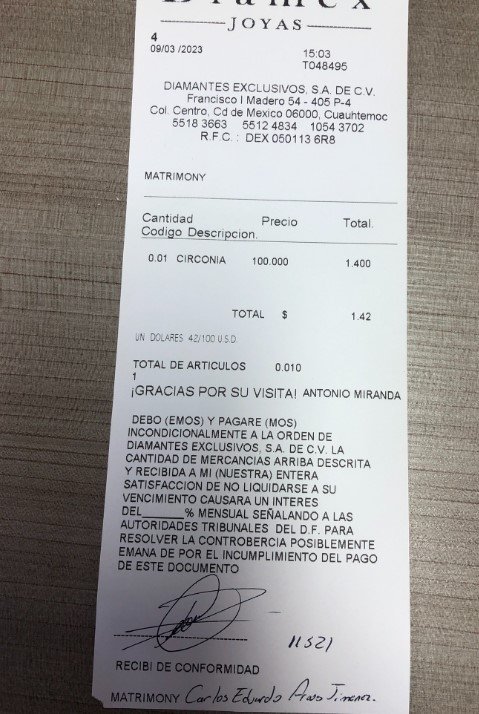 JOYAS
4
09/03 /2023
15:03
T048495
DIAMANTES EXCLUSIVOS, S.A. DE C.V.
Francisco I Madero 54 - 405 P-4
Col. Centro, Cd de Mexico 06000, Cuauhtemoc
5518 3663 5512 4834 1054 3702
R.F.C. : DEX 050113 6R8
MATRIMONY
Cantidad Precio Total.
Codigo Descripcion.
0.01 CIRCONIA 100.000 1.400
TOTAL $ 1.42
UN DOLARES 42/100 U.S.D.
TOTAL DE ARTICULOS 0.010
1
¡GRACIAS POR SU VISITA! ANTONIO MIRANDA
DEBO (EMOS) Y PAGARE (MOS)
INCONDICIONALMENTE A LA ORDEN DE
DIAMANTES EXCLUSIVOS, S.A. DE C.V. LA
CANTIDAD DE MERCANCIAS ARRIBA DESCRITA
Y RECIBIDA A MI (NUESTRA) ENTERA
SATISFACCION DE NO LIQUIDARSE A SU
VENCIMIENTO CAUSARA UN INTERES
DEL______% MENSUAL SEÑALANDO A LAS
AUTORIDADES TRIBUNALES DEL D.F. PARA
RESOLVER LA CONTROBERCIA POSIBLEMENTE
EMANA DE POR EL INCUMPLIMIENTO DEL PAGO
DE ESTE DOCUMENTO
11521
RECIBI DE CONFORMIDAD
MATRIMONY Carlos Eduardo Jimenez.